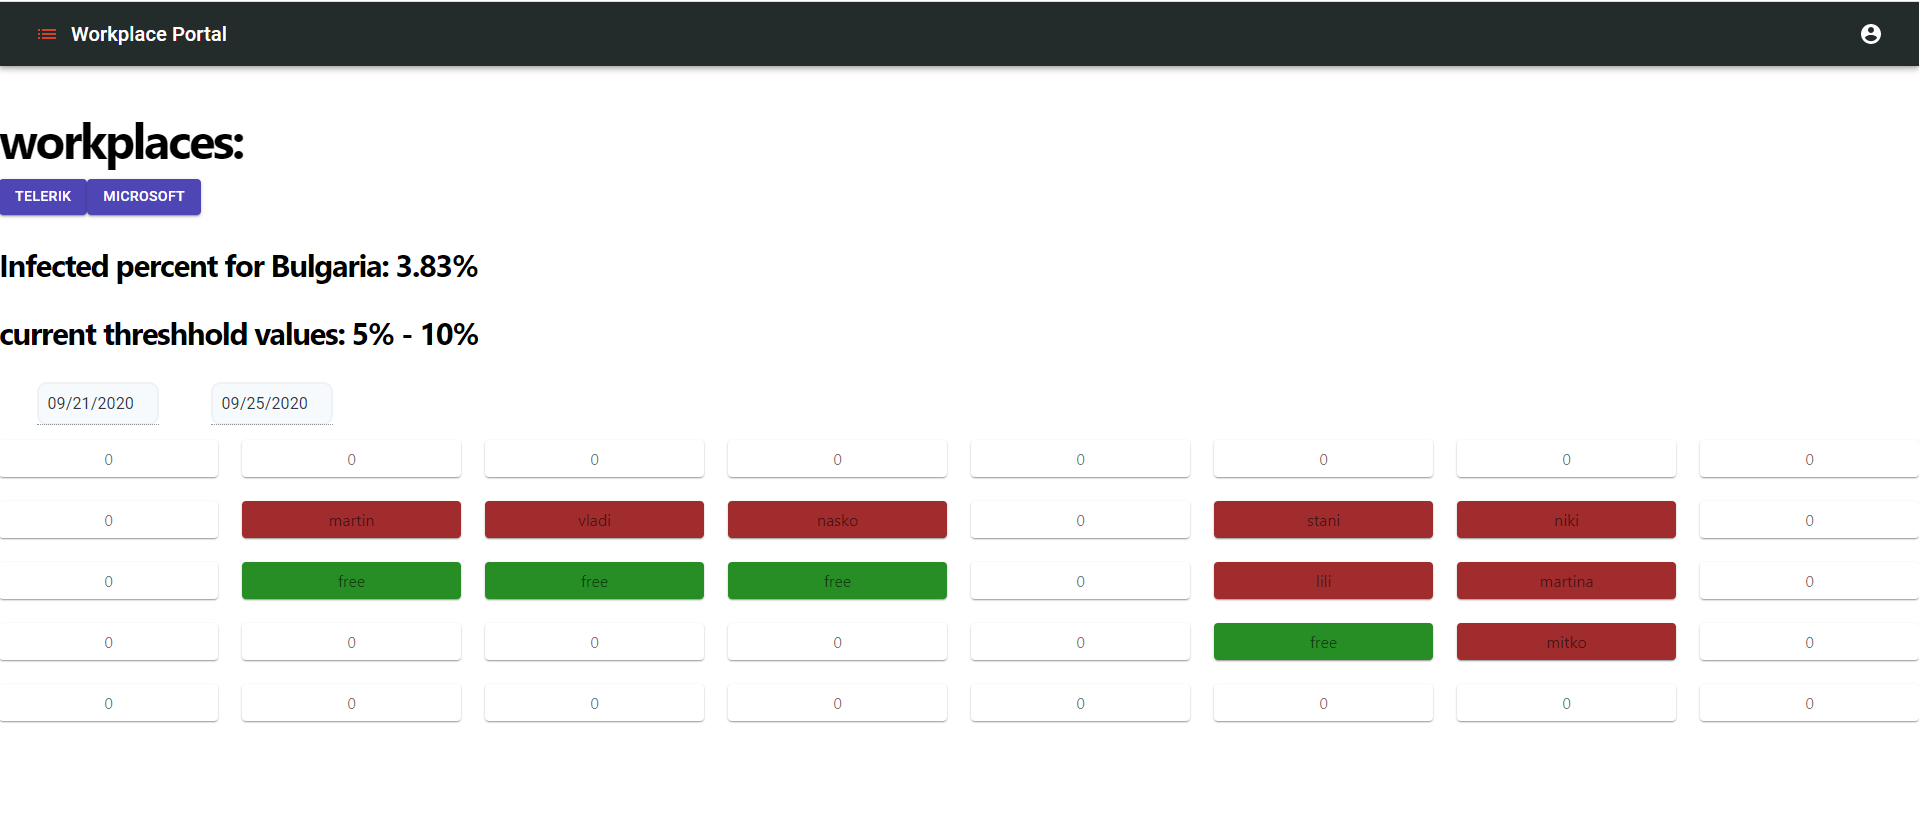 Workplace Portal
workplaces:
TELERIK MICROSOFT
Infected percent for Bulgaria: 3.83%
current threshhold values: 5% - 10%
09/21/2020 09/25/2020
0 0 0 0 0 0 0 0
0 martin vladi nasko 0 stani niki 0
0 free free free 0 lili martina 0
0 0 0 0 0 free mitko 0
0 0 0 0 0 0 0 0